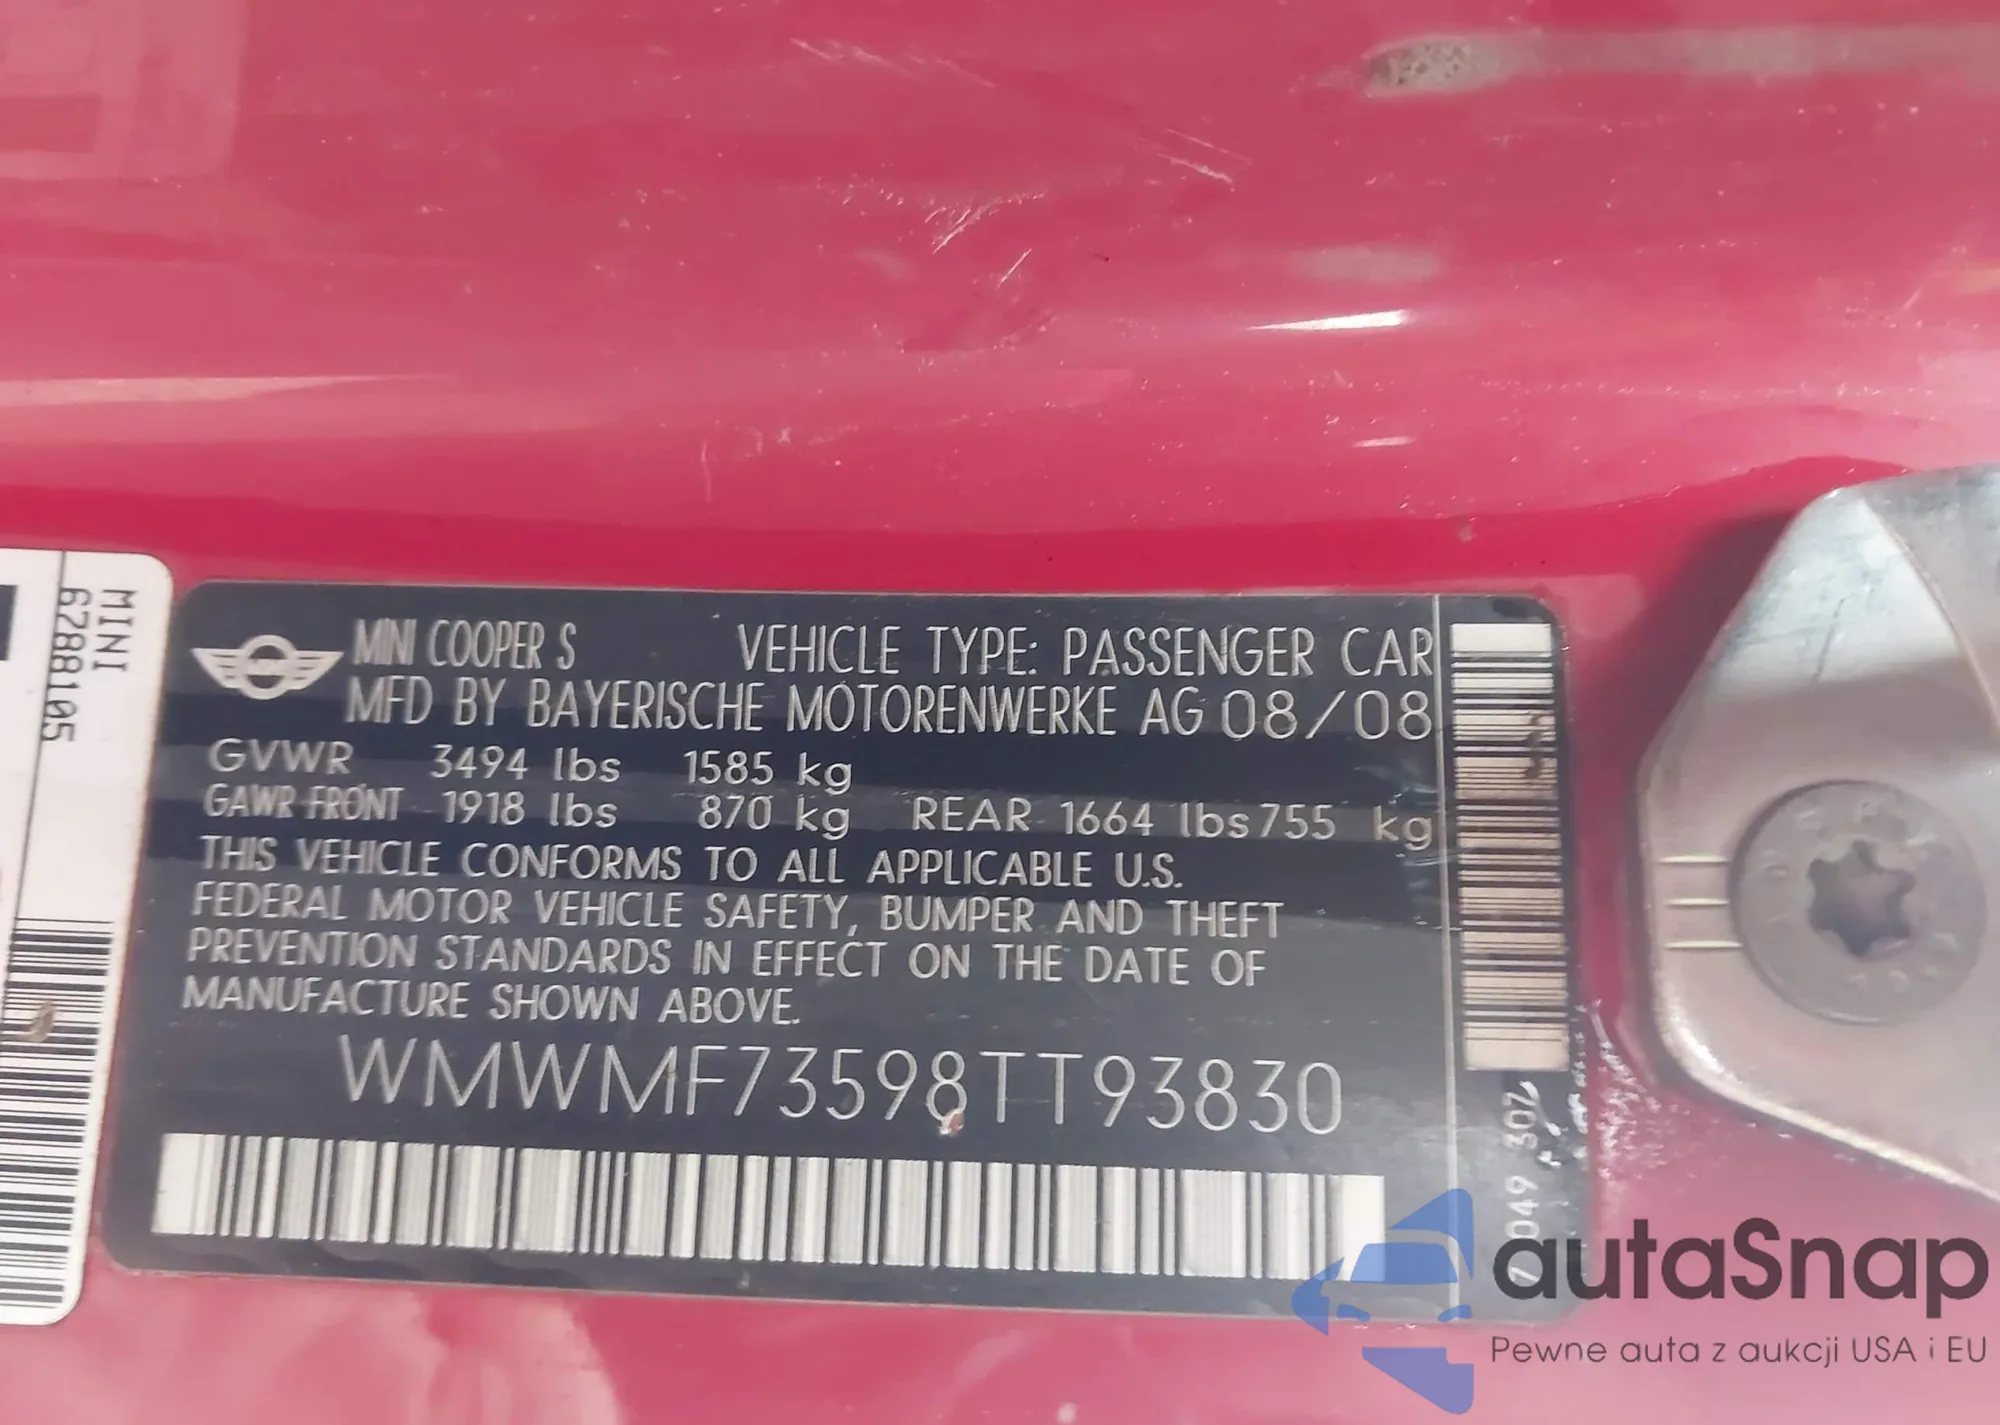 MINI
6788105
MINI COOPER S VEHICLE TYPE: PASSENGER CAR
MFD BY BAYERISCHE MOTORENWERKE AG 08/08
GVWR 3494 lbs 1585 kg
GAWR FRONT 1918 lbs 870 kg REAR 1664 lbs 755 kg
THIS VEHICLE CONFORMS TO ALL APPLICABLE U.S.
FEDERAL MOTOR VEHICLE SAFETY, BUMPER AND THEFT
PREVENTION STANDARDS IN EFFECT ON THE DATE OF
MANUFACTURE SHOWN ABOVE.
WMWMF73598TT93830
7 049 302
autaSnap
Pewne auta z aukcji USA i EU